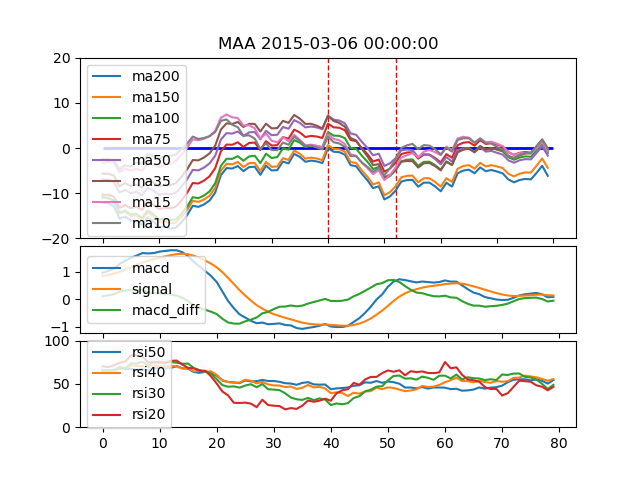 MAA 2015-03-06 00:00:00
20
10
0
−10
−20
ma200
ma150
ma100
ma75
ma50
ma35
ma15
ma10
1
0
−1
macd
signal
macd_diff
100
50
0
rsi50
rsi40
rsi30
rsi20
0 10 20 30 40 50 60 70 80